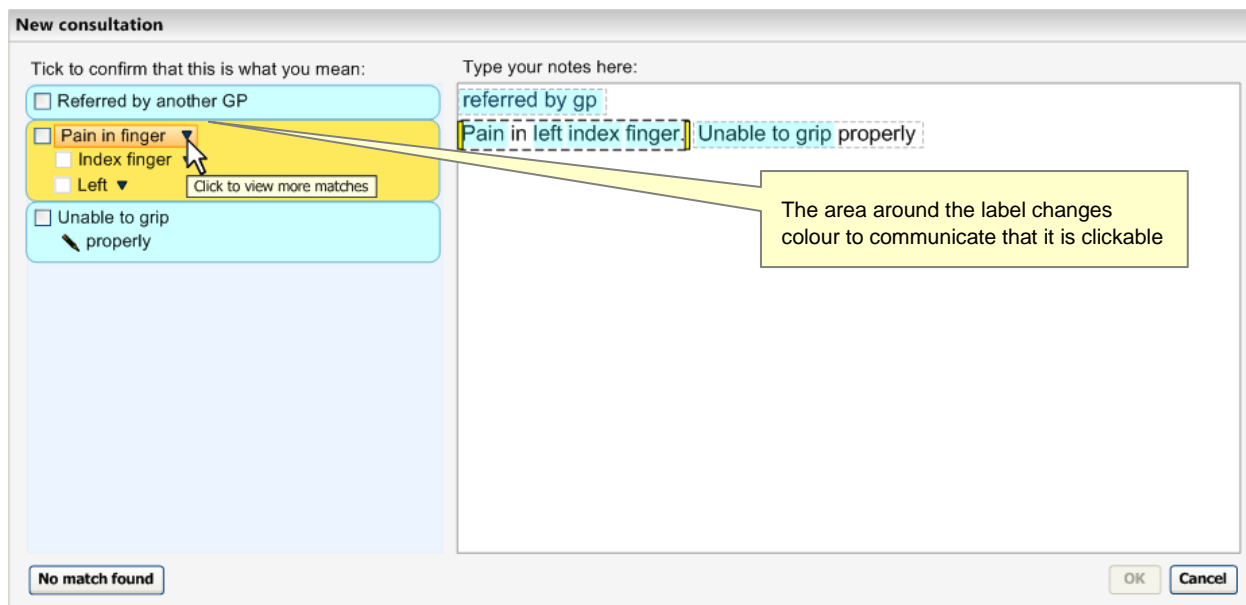 New consultation
Tick to confirm that this is what you mean:
Referred by another GP
Pain in finger
Index finger
Left
Click to view more matches
Unable to grip
properly
Type your notes here:
referred by gp
Pain in left index finger. Unable to grip properly
The area around the label changes
colour to communicate that it is clickable
No match found
OK
Cancel